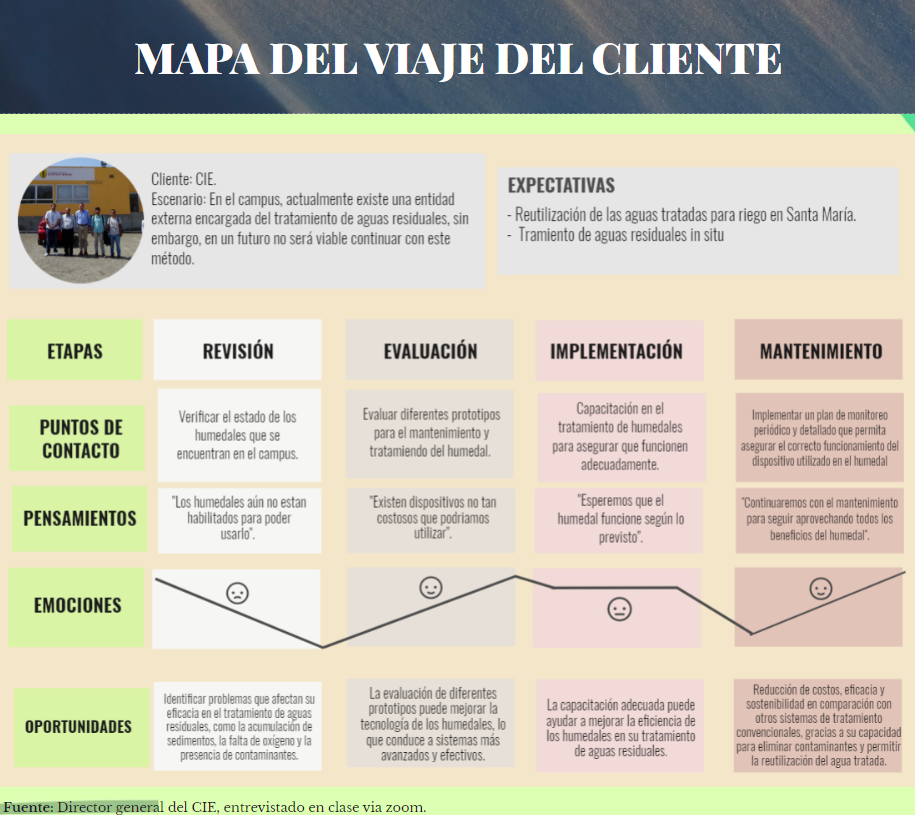 MAPA DEL VIAJE DEL CLIENTE
Cliente: CIE.
Escenario: En el campus, actualmente existe una entidad
externa encargada del tratamiento de aguas residuales, sin
embargo, en un futuro no será viable continuar con este
método.
EXPECTATIVAS
- Reutilización de las aguas tratadas para riego en Santa María.
- Tramiento de aguas residuales in situ
ETAPAS
REVISIÓN
EVALUACIÓN
IMPLEMENTACIÓN
MANTENIMIENTO
PUNTOS DE
CONTACTO
Verificar el estado de los
humedales que se
encuentran en el campus.
Evaluar diferentes prototipos
para el mantenimiento y
tratamiendo del humedal.
Capacitación en el
tratamiento de humedales
para asegurar que funcionen
adecuadamente.
Implementar un plan de monitoreo
periódico y detallado que permita
asegurar el correcto funcionamiento del
dispositivo utilizado en el humedal
PENSAMIENTOS
"Los humedales aún no estan
habilitados para poder
usarlo".
"Existen dispositivos no tan
costosos que podriamos
utilizar".
"Esperemos que el
humedal funcione según lo
previsto".
"Continuaremos con el mantenimiento
para seguir aprovechando todos los
beneficios del humedal".
EMOCIONES
OPORTUNIDADES
Identificar problemas que afectan su
eficacia en el tratamiento de aguas
residuales, como la acumulación de
sedimentos, la falta de oxígeno y la
presencia de contaminantes.
La evaluación de diferentes
prototipos puede mejorar la
tecnología de los humedales, lo
que conduce a sistemas más
avanzados y efectivos.
La capacitación adecuada puede
ayudar a mejorar la eficiencia de
los humedales en su tratamiento
de aguas residuales.
Reducción de costos, eficacia y
sostenibilidad en comparación con
otros sistemas de tratamiento
convencionales, gracias a su capacidad
para eliminar contaminantes y permitir
la reutilización del agua tratada.
Fuente: Director general del CIE, entrevistado en clase via zoom.